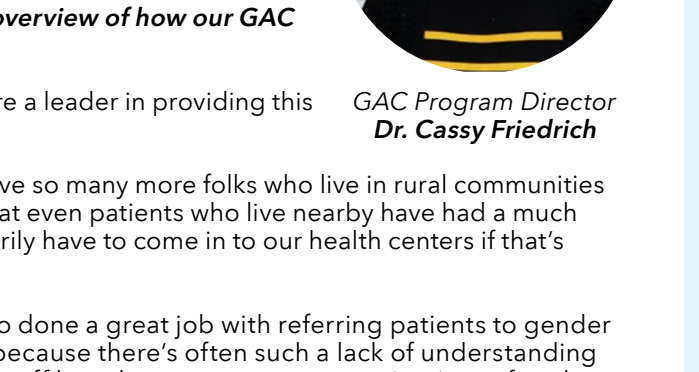 overview of how our GAC
re a leader in providing this
GAC Program Director
Dr. Cassy Friedrich
ve so many more folks who live in rural communities
at even patients who live nearby have had a much
rily have to come in to our health centers if that's
o done a great job with referring patients to gender
because there's often such a lack of understanding